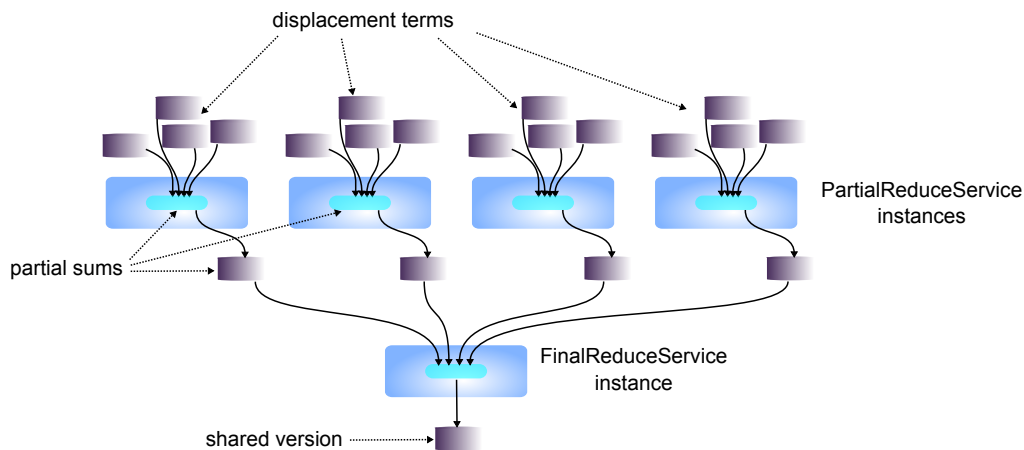 displacement terms
PartialReduceService
instances
partial sums
FinalReduceService
instance
shared version